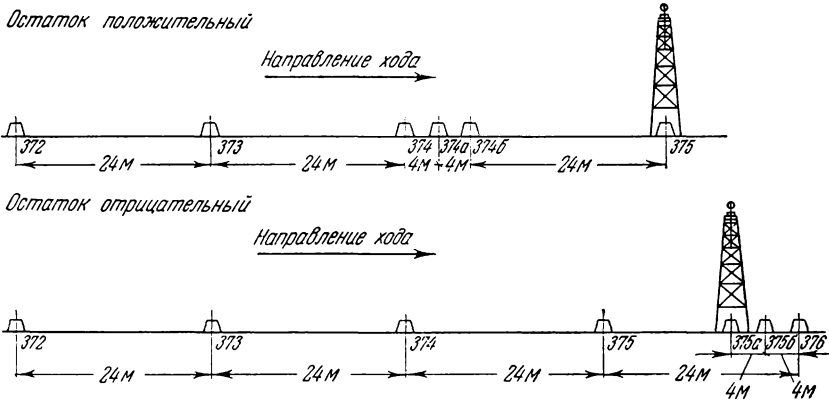 Остаток положительный
Направление хода
372 373 374 374а 374б 375
24м 24м 4м 4м 24м
Остаток отрицательный
Направление хода
372 373 374 375 375а 375б 376
24м 24м 24м 24м
4м 4м